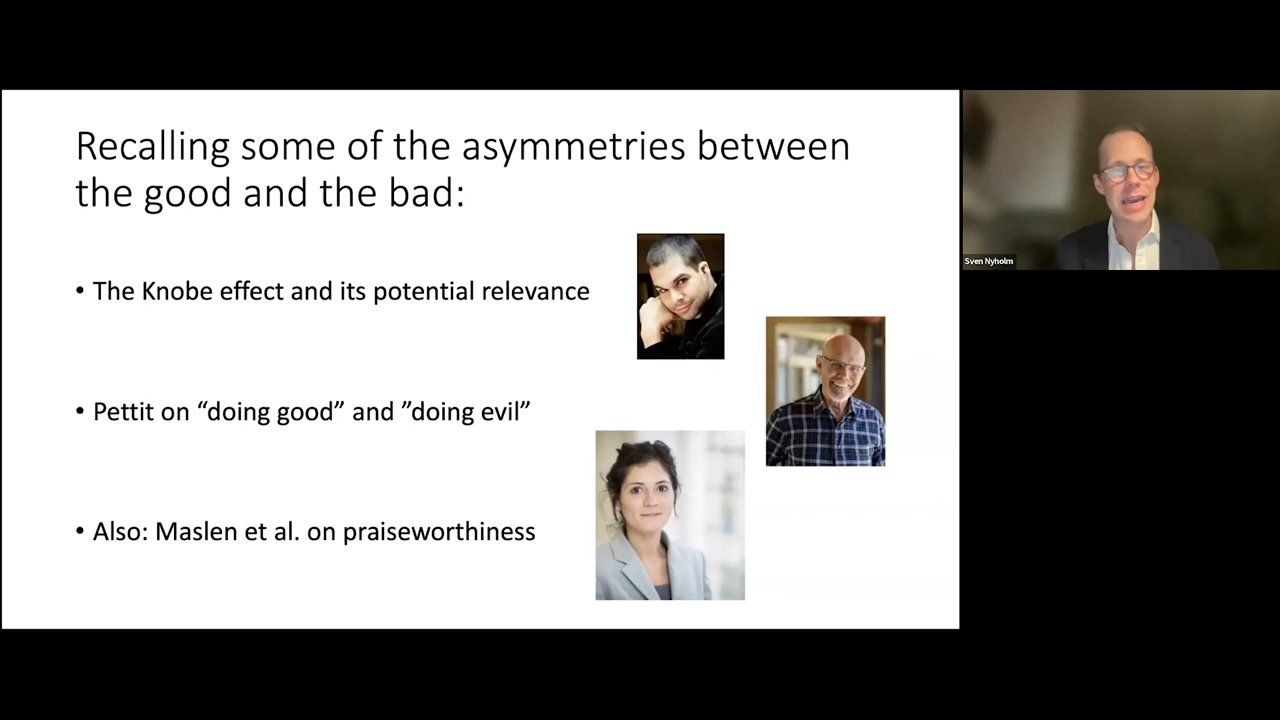 Recalling some of the asymmetries between
the good and the bad:
• The Knobe effect and its potential relevance
• Pettit on “doing good” and ”doing evil”
• Also: Maslen et al. on praiseworthiness
Sven Nyholm